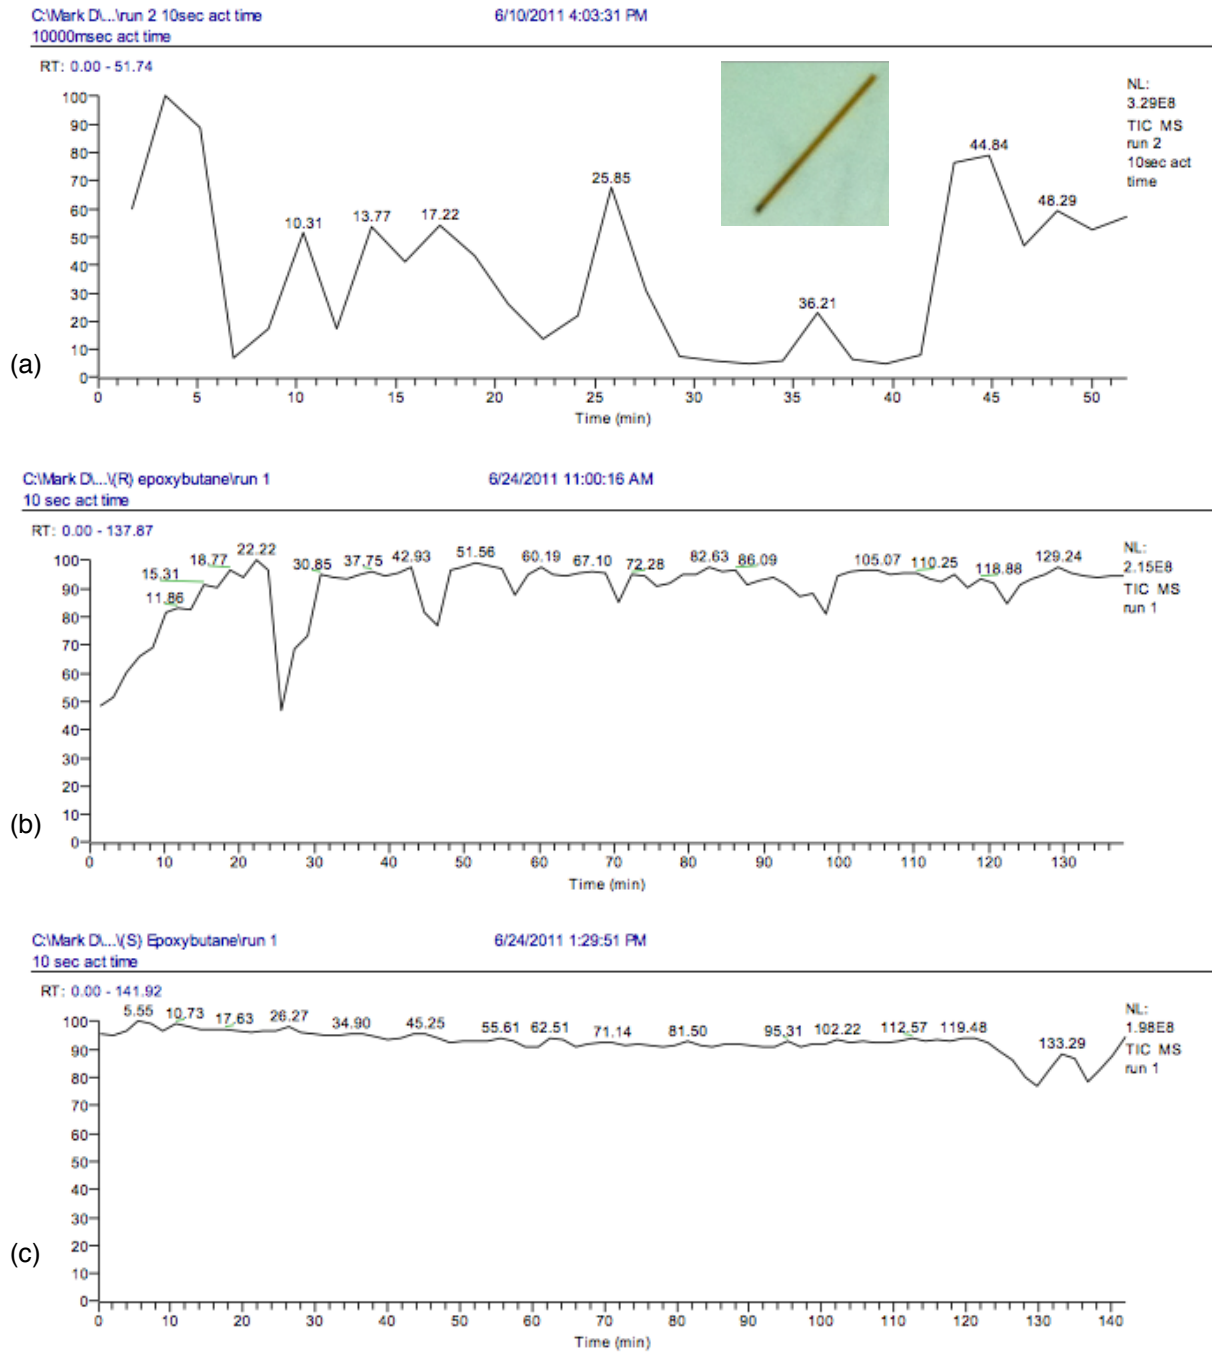 C:\Mark D\...\run 2 10sec act time 6/10/2011 4:03:31 PM
10000msec act time
RT: 0.00 - 51.74
NL:
3.29E8
TIC MS
run 2
10sec act
time
100
90
80
70
60
50
40
30
20
10
0
10.31
13.77
17.22
25.85
36.21
44.84
48.29
(a)
0 5 10 15 20 25 30 35 40 45 50
Time (min)
C:\Mark D\...\(R) epoxybutane\run 1 6/24/2011 11:00:16 AM
10 sec act time
RT: 0.00 - 137.87
NL:
2.15E8
TIC MS
run 1
100
90
80
70
60
50
40
30
20
10
0
11.86
15.31
18.77
22.22
30.85
37.75
42.93
51.56
60.19
67.10
72.28
82.63
86.09
105.07
110.25
118.88
129.24
(b)
0 10 20 30 40 50 60 70 80 90 100 110 120 130
Time (min)
C:\Mark D\...\(S) Epoxybutane\run 1 6/24/2011 1:29:51 PM
10 sec act time
RT: 0.00 - 141.92
NL:
1.98E8
TIC MS
run 1
100
90
80
70
60
50
40
30
20
10
0
5.55
10.73
17.63
26.27
34.90
45.25
55.61
62.51
71.14
81.50
95.31
102.22
112.57
119.48
133.29
(c)
0 10 20 30 40 50 60 70 80 90 100 110 120 130 140
Time (min)